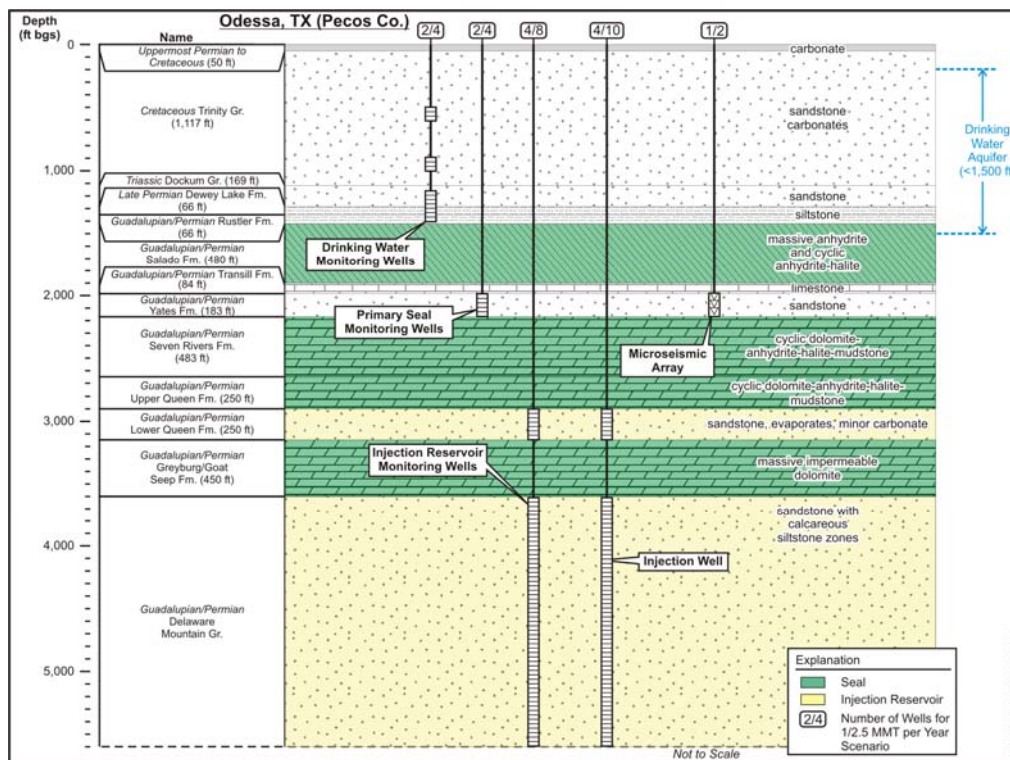 Odessa, TX (Pecos Co.)
Depth
(ft bgs)
Name
2/4
2/4
4/8
4/10
1/2
0
1,000
2,000
3,000
4,000
5,000
Uppermost Permian to
Cretaceous (50 ft)
Cretaceous Trinity Gr.
(1,117 ft)
Triassic Dockum Gr. (169 ft)
Late Permian Dewey Lake Fm.
(66 ft)
Guadalupian/Permian Rustler Fm.
(66 ft)
Guadalupian/Permian
Salado Fm. (480 ft)
Guadalupian/Permian Transill Fm.
(84 ft)
Guadalupian/Permian
Yates Fm. (183 ft)
Guadalupian/Permian
Seven Rivers Fm.
(483 ft)
Guadalupian/Permian
Upper Queen Fm. (250 ft)
Guadalupian/Permian
Lower Queen Fm. (250 ft)
Guadalupian/Permian
Greyburg/Goat
Seep Fm. (450 ft)
Guadalupian/Permian
Delaware
Mountain Gr.
Drinking Water
Monitoring Wells
Primary Seal
Monitoring Wells
Microseismic
Array
Injection Reservoir
Monitoring Wells
Injection Well
carbonate
sandstone
carbonates
sandstone
siltstone
massive anhydrite
and cyclic
anhydrite-halite
limestone
sandstone
cyclic dolomite-
anhydrite-halite-mudstone
cyclic dolomite-anhydrite-halite-
mudstone
sandstone, evaporates, minor carbonate
massive impermeable
dolomite
sandstone with
calcareous
siltstone zones
Drinking
Water
Aquifer
(<1,500 ft)
Explanation
Seal
Injection Reservoir
2/4
Number of Wells for
1/2.5 MMT per Year
Scenario
Not to Scale